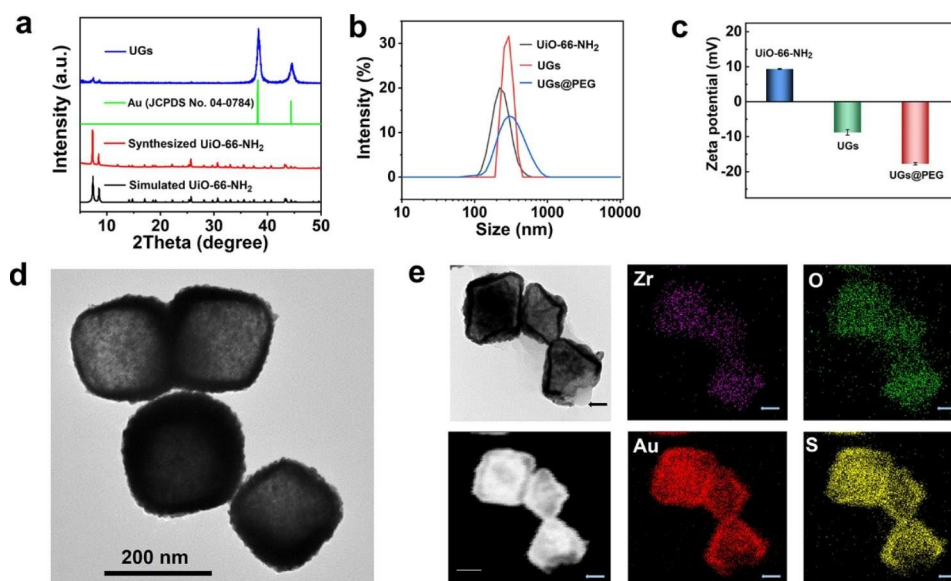 a
Intensity (a.u.)
UGs
Au (JCPDS No. 04-0784)
Synthesized UiO-66-NH₂
Simulated UiO-66-NH₂
10 20 30 40 50
2Theta (degree)
b
Intensity (%)
30
20
10
0
UiO-66-NH₂
UGs
UGs@PEG
10 100 1000 10000
Size (nm)
c
Zeta potential (mV)
20
10
0
-10
-20
UiO-66-NH₂
UGs
UGs@PEG
d
200 nm
e
Zr
O
Au
S